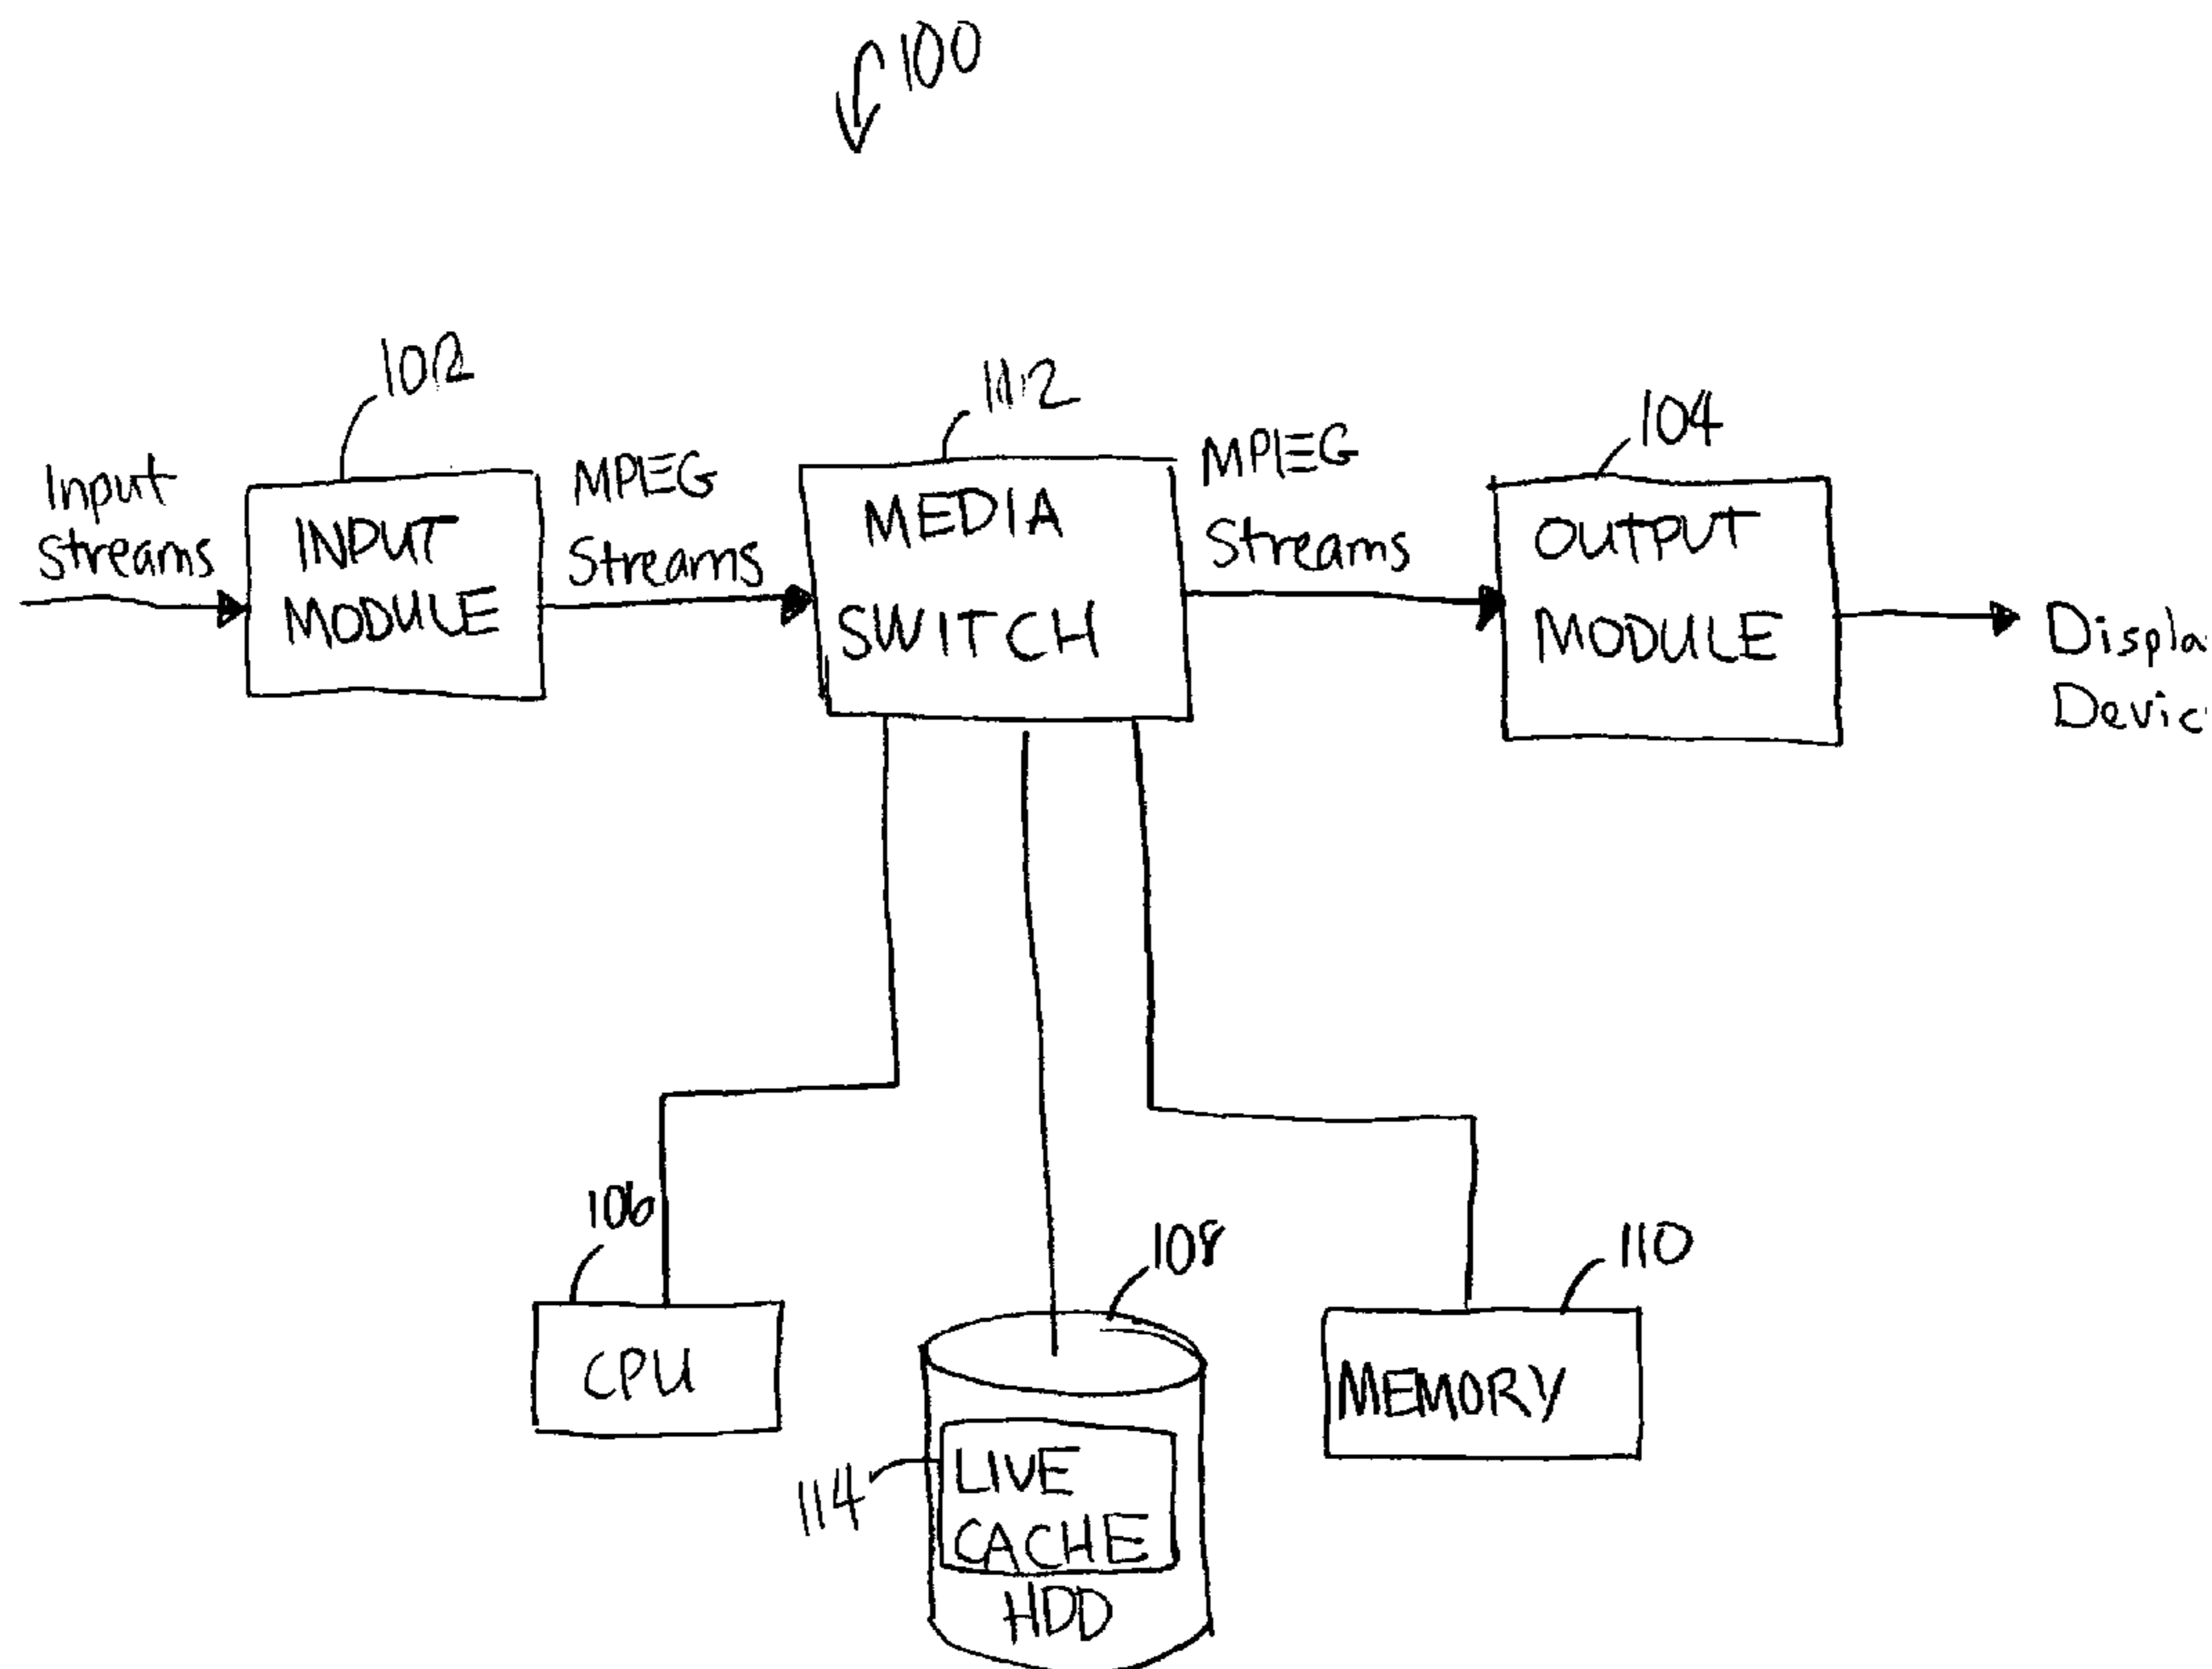 100
102
112
104
Input
Streams
INPUT
MODULE
MPEG
Streams
MEDIA
SWITCH
MPEG
Streams
OUTPUT
MODULE
106
108
110
CPU
MEMORY
114
LIVE
CACHE
HDD